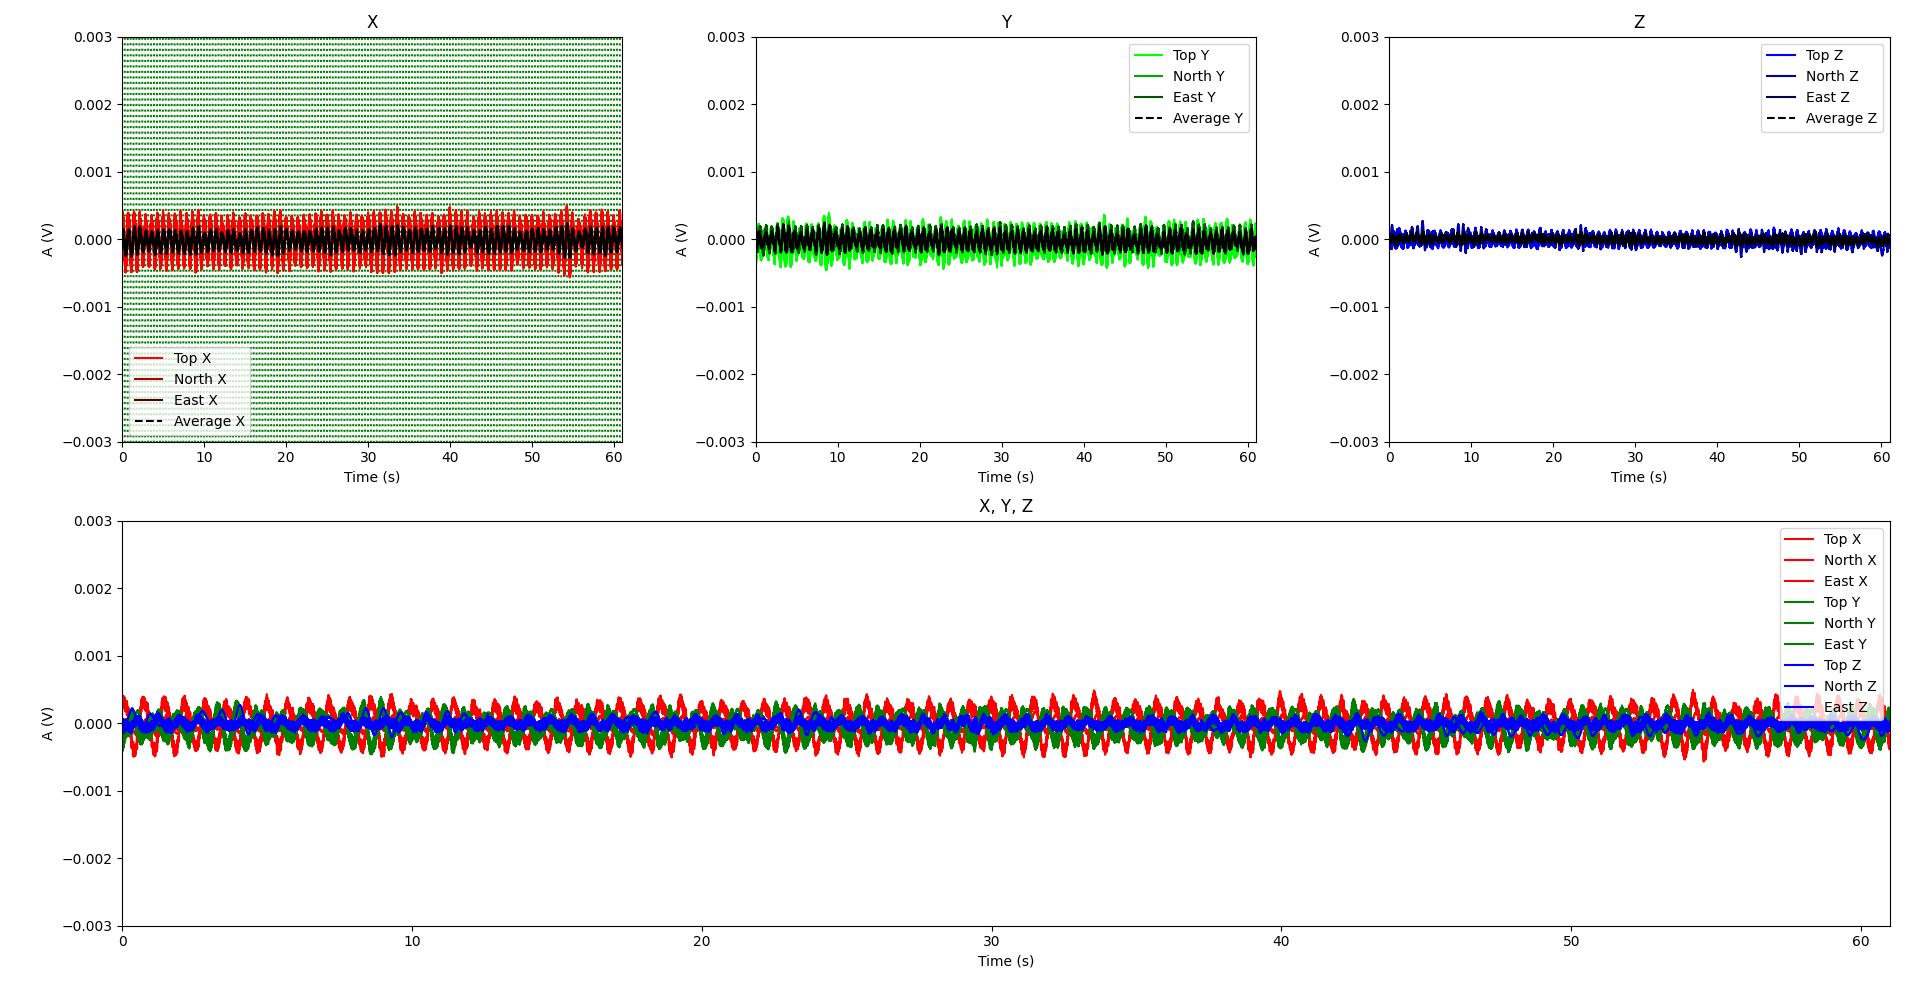 X
0.003
0.002
0.001
0.000
−0.001
−0.002
−0.003
A (V)
Top X
North X
East X
Average X
0 10 20 30 40 50 60
Time (s)
Y
0.003
0.002
0.001
0.000
−0.001
−0.002
−0.003
A (V)
Top Y
North Y
East Y
Average Y
0 10 20 30 40 50 60
Time (s)
Z
0.003
0.002
0.001
0.000
−0.001
−0.002
−0.003
A (V)
Top Z
North Z
East Z
Average Z
0 10 20 30 40 50 60
Time (s)
X, Y, Z
0.003
0.002
0.001
0.000
−0.001
−0.002
−0.003
A (V)
Top X
North X
East X
Top Y
North Y
East Y
Top Z
North Z
East Z
0 10 20 30 40 50 60
Time (s)